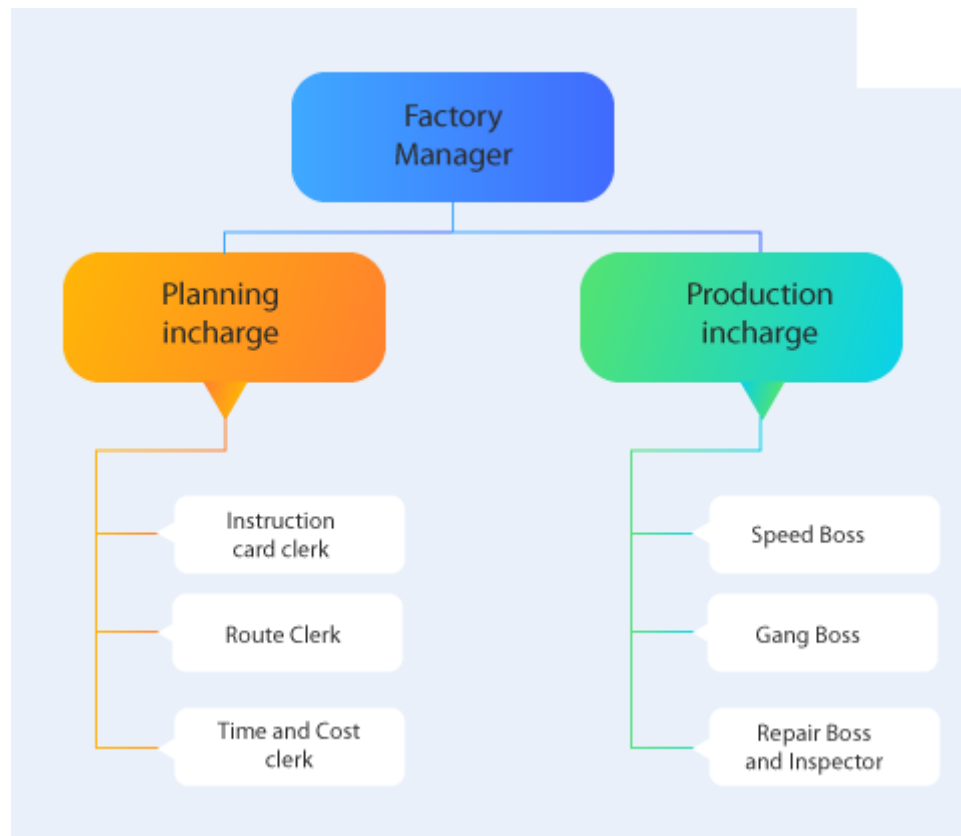 Factory
Manager
Planning
incharge
Production
incharge
Instruction
card clerk
Route Clerk
Time and Cost
clerk
Speed Boss
Gang Boss
Repair Boss
and Inspector